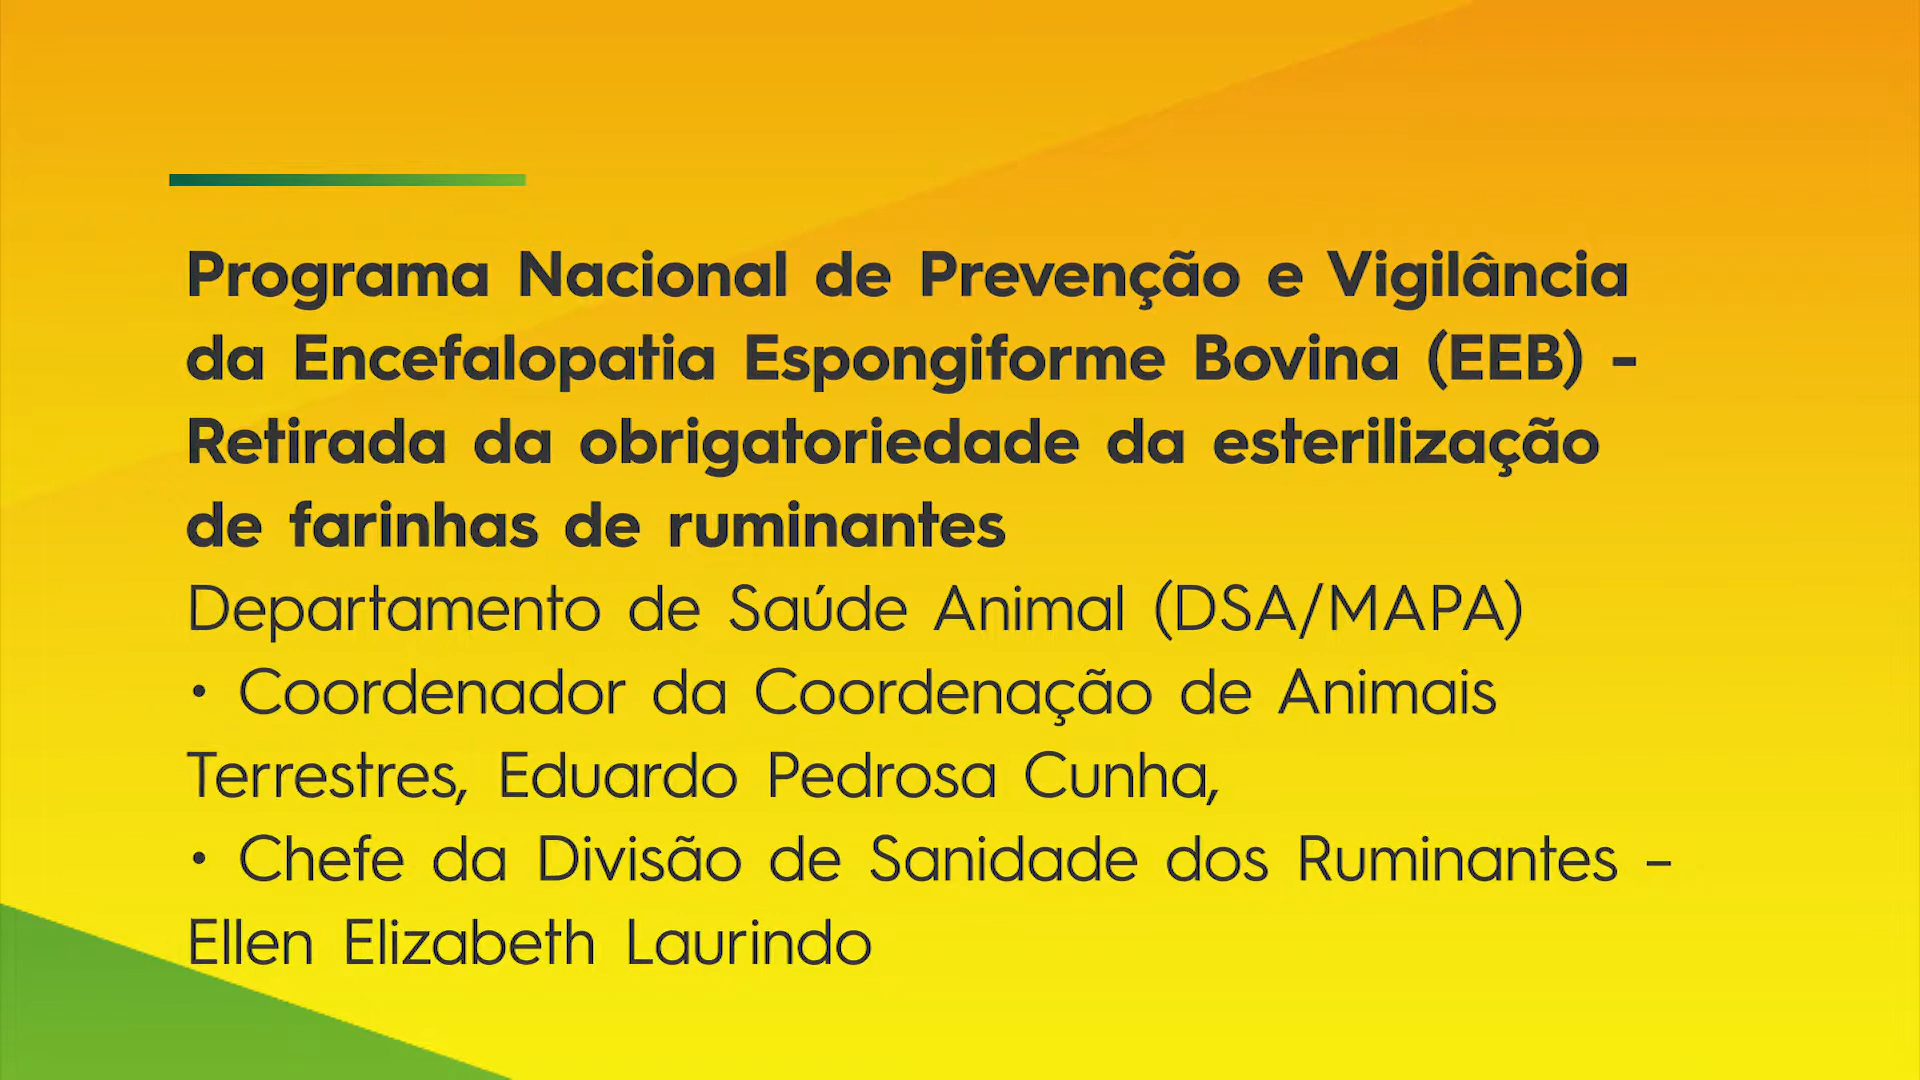 Programa Nacional de Prevenção e Vigilância
da Encefalopatia Espongiforme Bovina (EEB) -
Retirada da obrigatoriedade da esterilização
de farinhas de ruminantes
Departamento de Saúde Animal (DSA/MAPA)
• Coordenador da Coordenação de Animais
Terrestres, Eduardo Pedrosa Cunha,
• Chefe da Divisão de Sanidade dos Ruminantes –
Ellen Elizabeth Laurindo